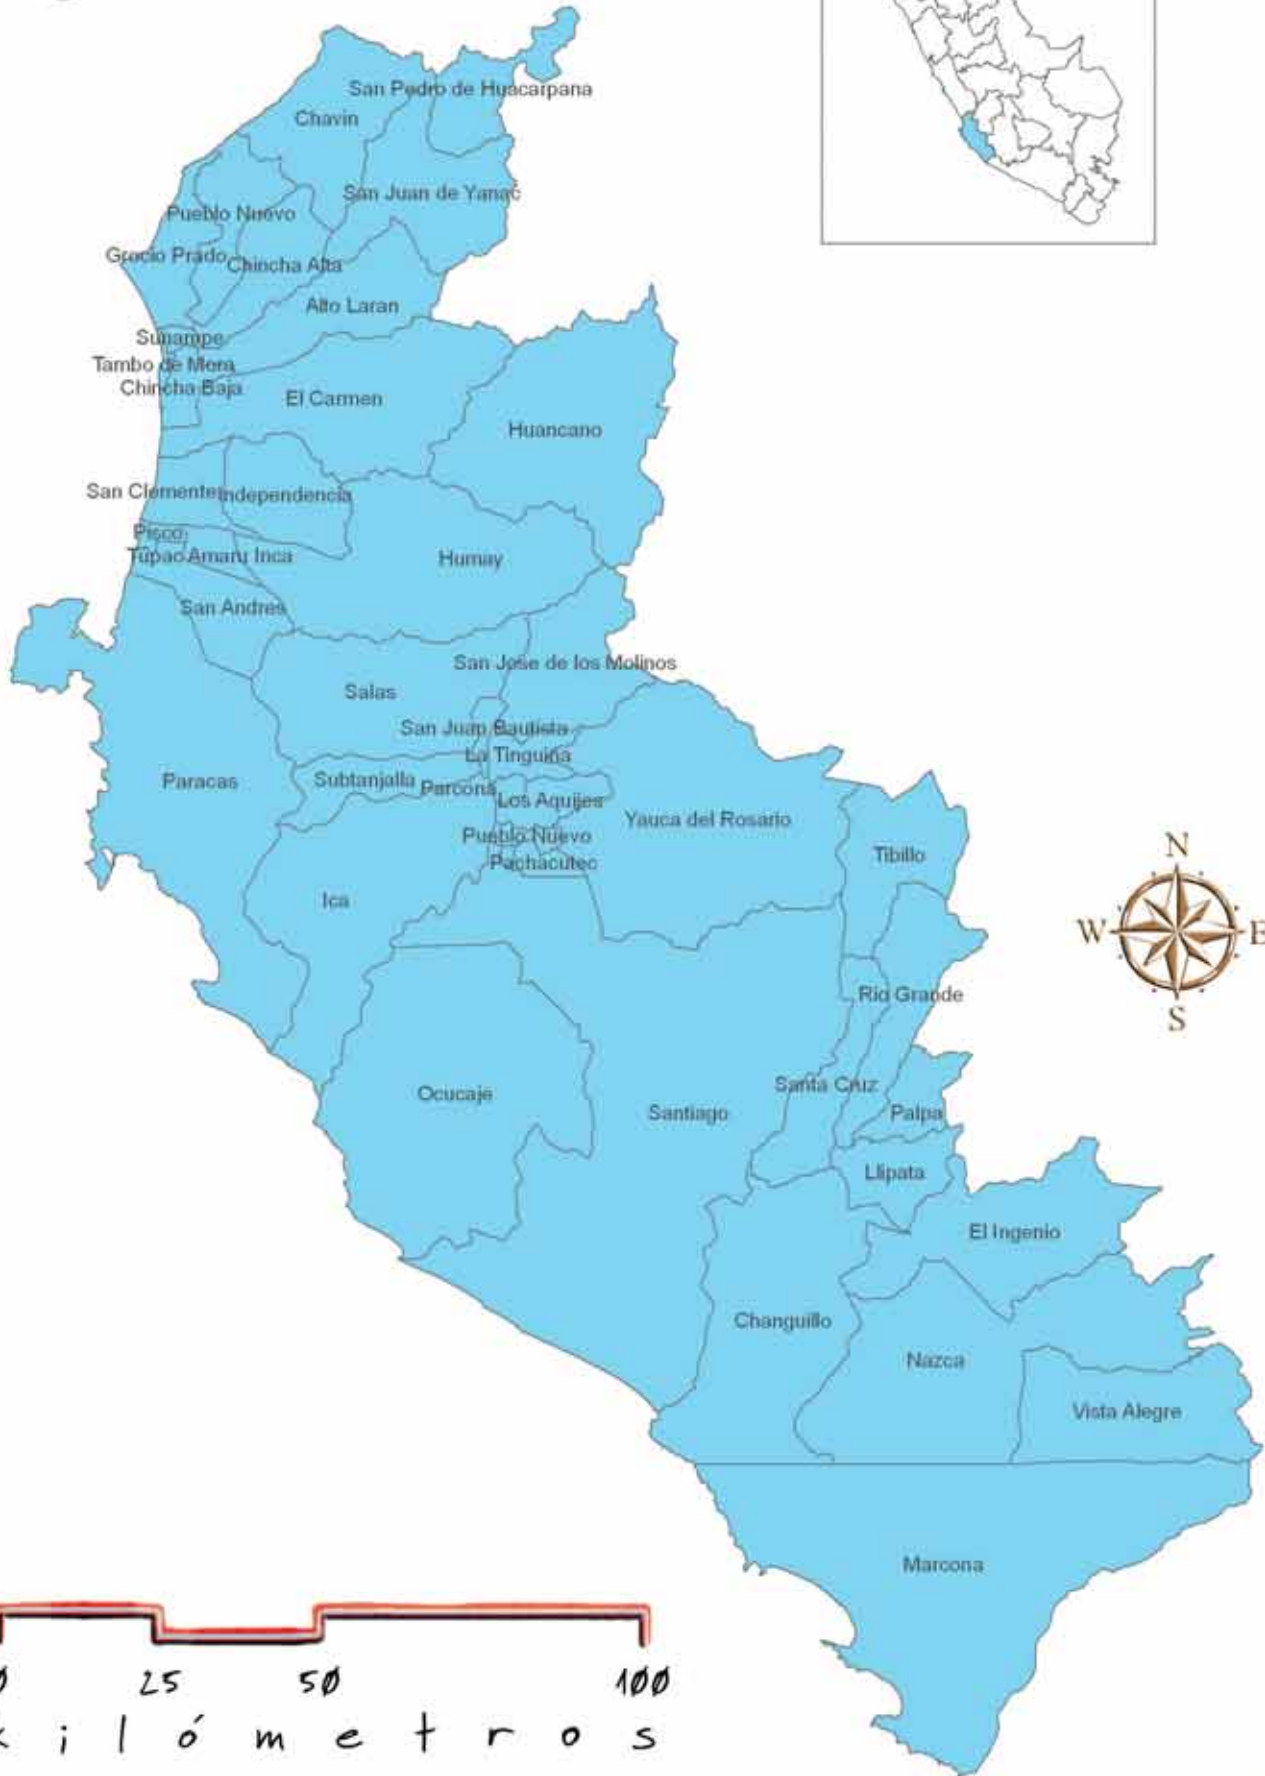 San Pedro de Huacarpana
Chavin
San Juan de Yanac
Pueblo Nuevo
Grocio Prado
Chincha Alta
Alto Laran
Sunampe
Tambo de Mora
Chincha Baja
El Carmen
Huancano
San Clemente
Independencia
Pisco
Tupac Amaru Inca
Humay
San Andres
San Jose de los Molinos
Salas
San Juan Bautista
La Tinguiña
Paracas
Subtanjalla
Parcona
Los Aquijes
Yauca del Rosario
Pueblo Nuevo
Pachacutec
Tibillo
Ica
N
W
E
S
Rio Grande
Ocucaje
Santa Cruz
Santiago
Palpa
Llipata
El Ingenio
Changuillo
Nazca
Vista Alegre
Marcona
0 25 50 100
kilómetros